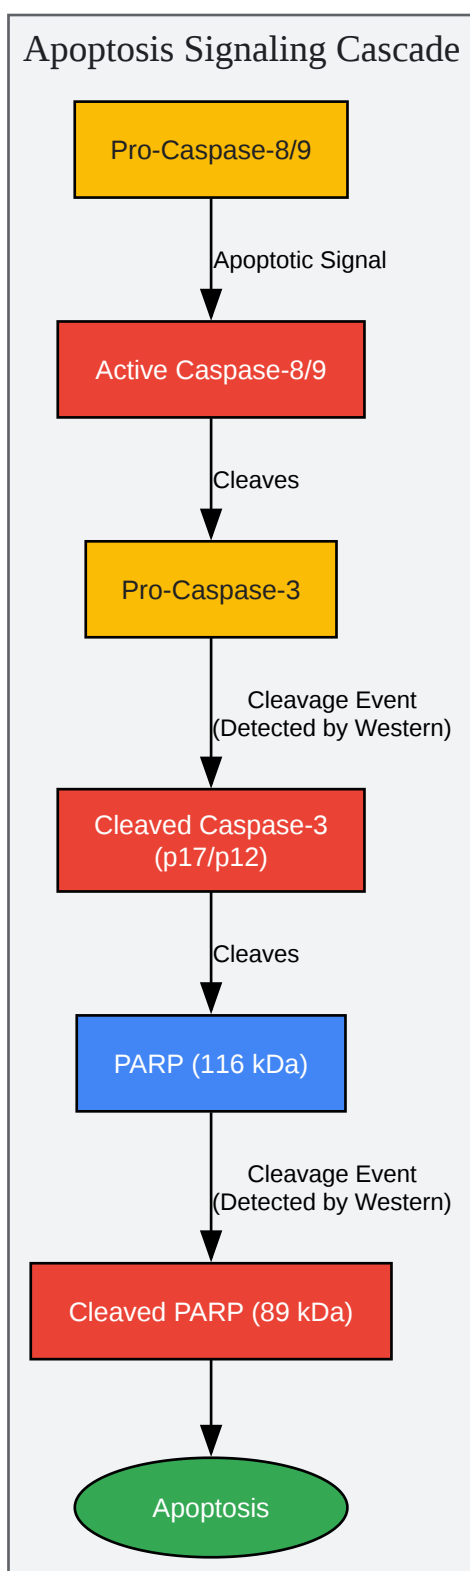 Apoptosis Signaling Cascade
Pro-Caspase-8/9
Apoptotic Signal
Active Caspase-8/9
Cleaves
Pro-Caspase-3
Cleavage Event
(Detected by Western)
Cleaved Caspase-3
(p17/p12)
Cleaves
PARP (116 kDa)
Cleavage Event
(Detected by Western)
Cleaved PARP (89 kDa)
Apoptosis